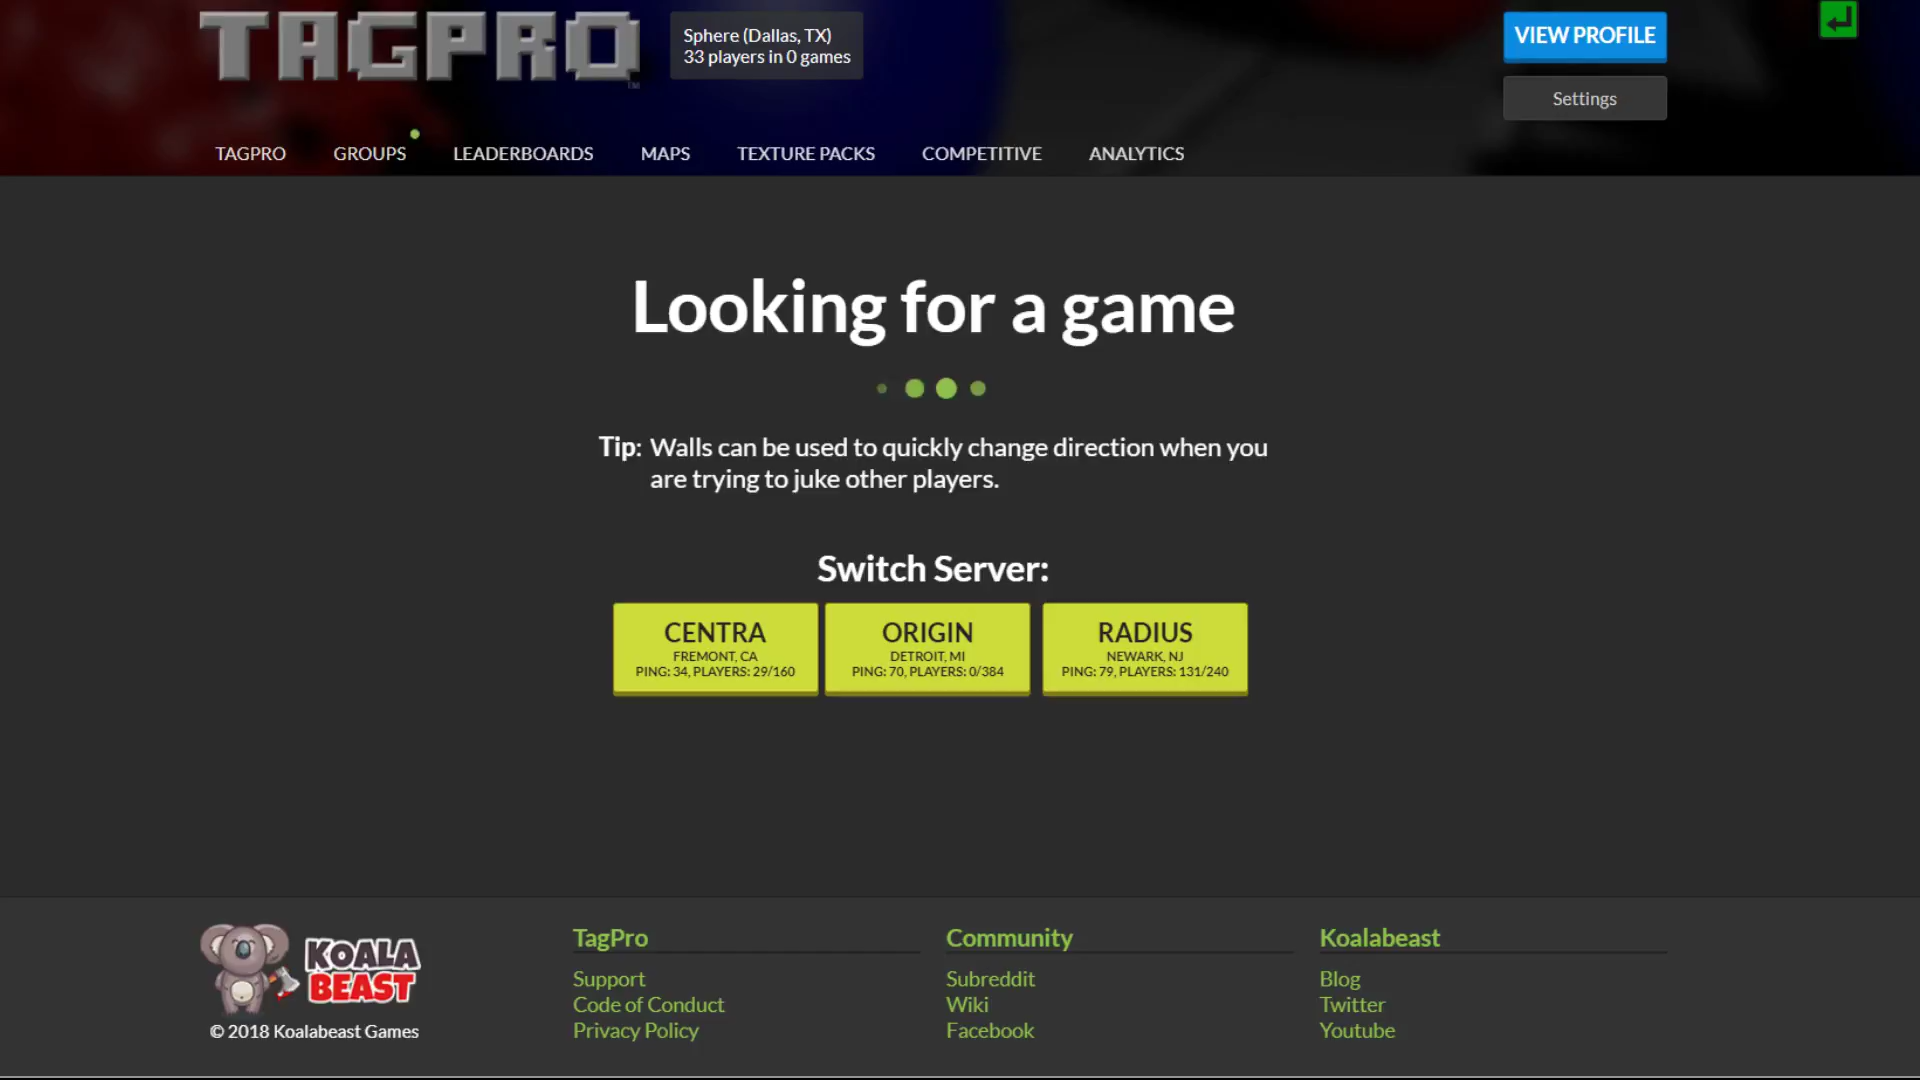 TAGPRO
TM
Sphere (Dallas, TX)
33 players in 0 games
VIEW PROFILE
Settings
TAGPRO
GROUPS
LEADERBOARDS
MAPS
TEXTURE PACKS
COMPETITIVE
ANALYTICS
Looking for a game
Tip: Walls can be used to quickly change direction when you
are trying to juke other players.
Switch Server:
CENTRA
FREMONT, CA
PING: 34, PLAYERS: 29/160
ORIGIN
DETROIT, MI
PING: 70, PLAYERS: 0/384
RADIUS
NEWARK, NJ
PING: 79, PLAYERS: 131/240
KOALA
BEAST
© 2018 Koalabeast Games
TagPro
Support
Code of Conduct
Privacy Policy
Community
Subreddit
Wiki
Facebook
Koalabeast
Blog
Twitter
Youtube